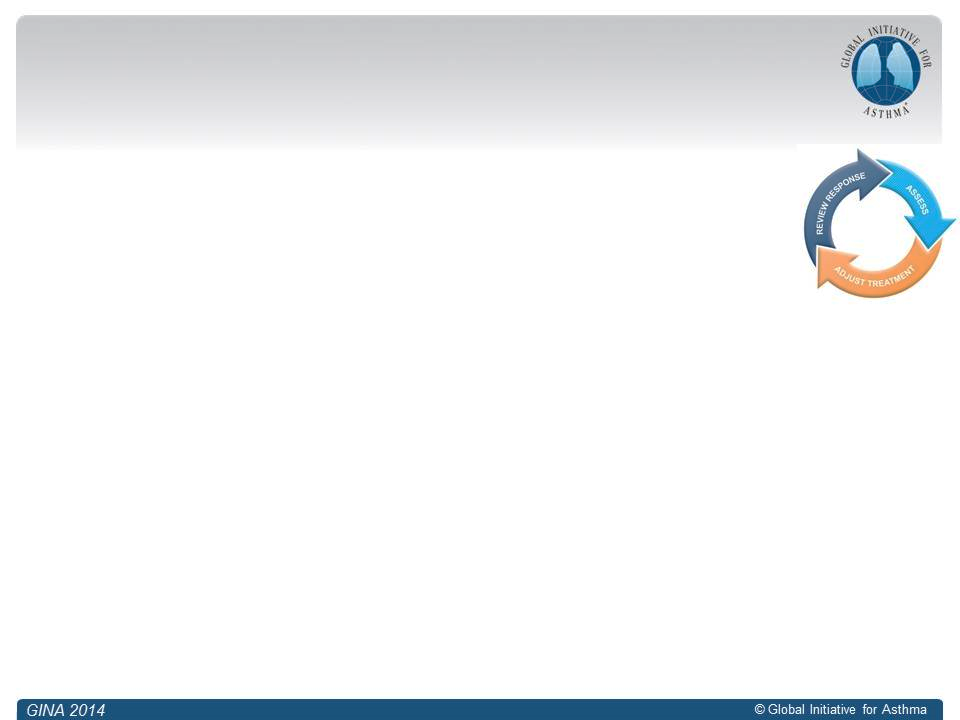 GLOBAL INITIATIVE FOR
ASTHMA
REVIEW RESPONSE
ASSESS
ADJUST TREATMENT
GINA 2014
© Global Initiative for Asthma